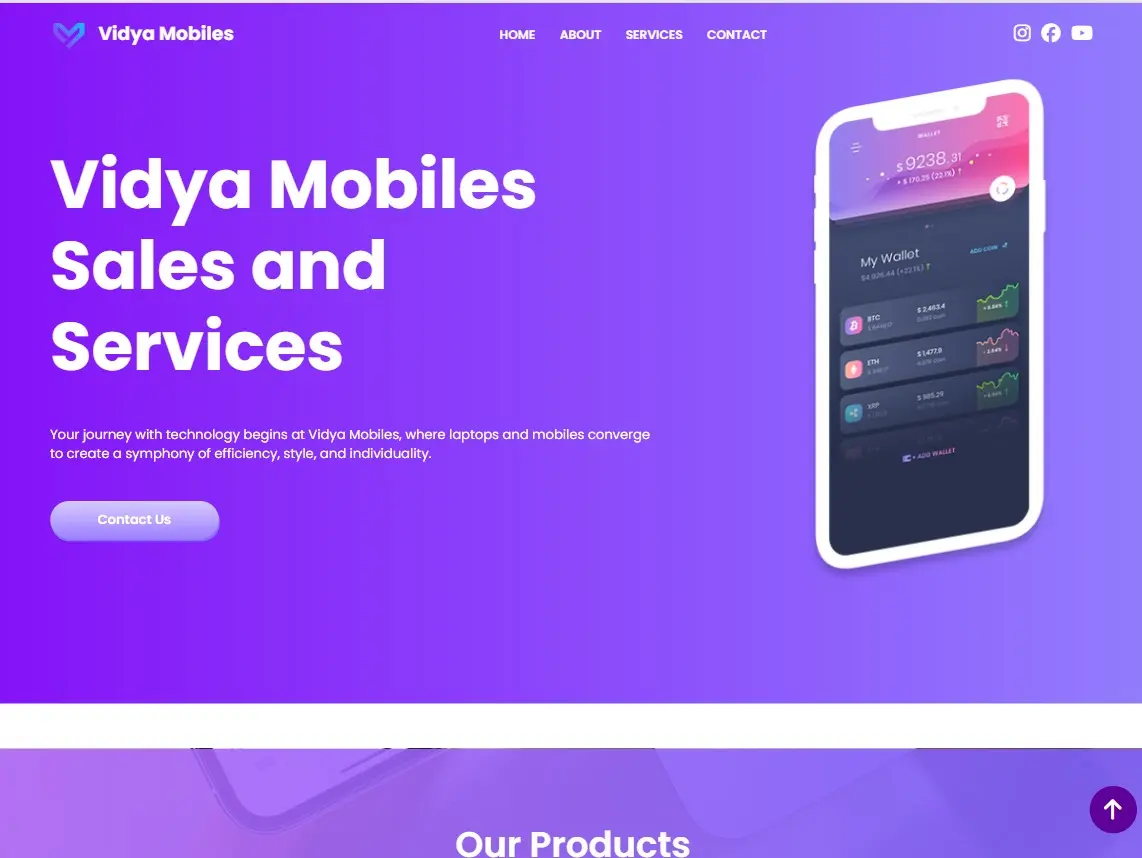 Vidya Mobiles
HOME ABOUT SERVICES CONTACT
Vidya Mobiles
Sales and
Services
Your journey with technology begins at Vidya Mobiles, where laptops and mobiles converge
to create a symphony of efficiency, style, and individuality.
Contact Us
WALLET
$ 9238.31
+ $ 170.25 (22.1%) ↑
My Wallet
ADD COIN
BTC
$ 2,463.4
ETH
$ 1,477.9
XRP
$ 985.26
+ ADD WALLET
Our Products